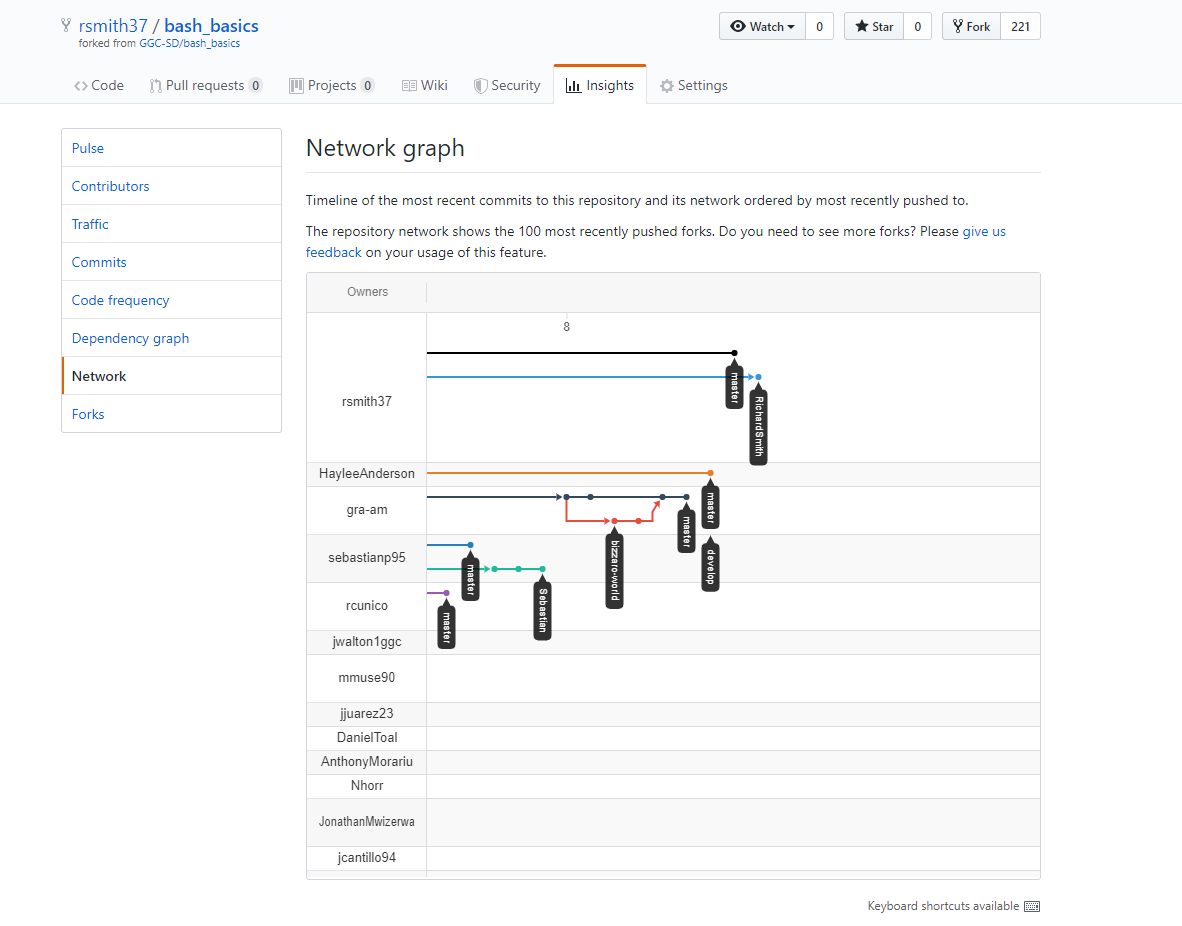 rsmith37 / bash_basics
forked from GGC-SD/bash_basics
Watch 0
Star 0
Fork 221
Code
Pull requests 0
Projects 0
Wiki
Security
Insights
Settings
Pulse
Contributors
Traffic
Commits
Code frequency
Dependency graph
Network
Forks
Network graph
Timeline of the most recent commits to this repository and its network ordered by most recently pushed to.
The repository network shows the 100 most recently pushed forks. Do you need to see more forks? Please give us
feedback on your usage of this feature.
Owners
8
rsmith37
master
RichardSmith
HayleeAnderson
master
gra-am
master
develop
bizzaro-world
sebastianp95
master
Sebastian
rcunico
master
jwalton1ggc
mmuse90
jjuarez23
DanielToal
AnthonyMorariu
Nhorr
JonathanMwizerwa
jcantillo94
Keyboard shortcuts available